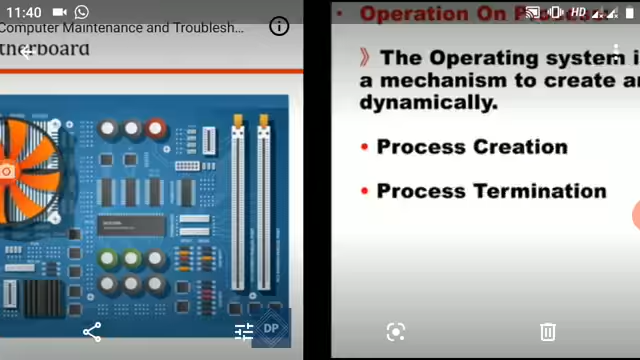 11:40
HD
Computer Maintenance and Troublesh...
therboard
DP
Operation On
》 The Operating system
a mechanism to create
dynamically.
• Process Creation
• Process Termination